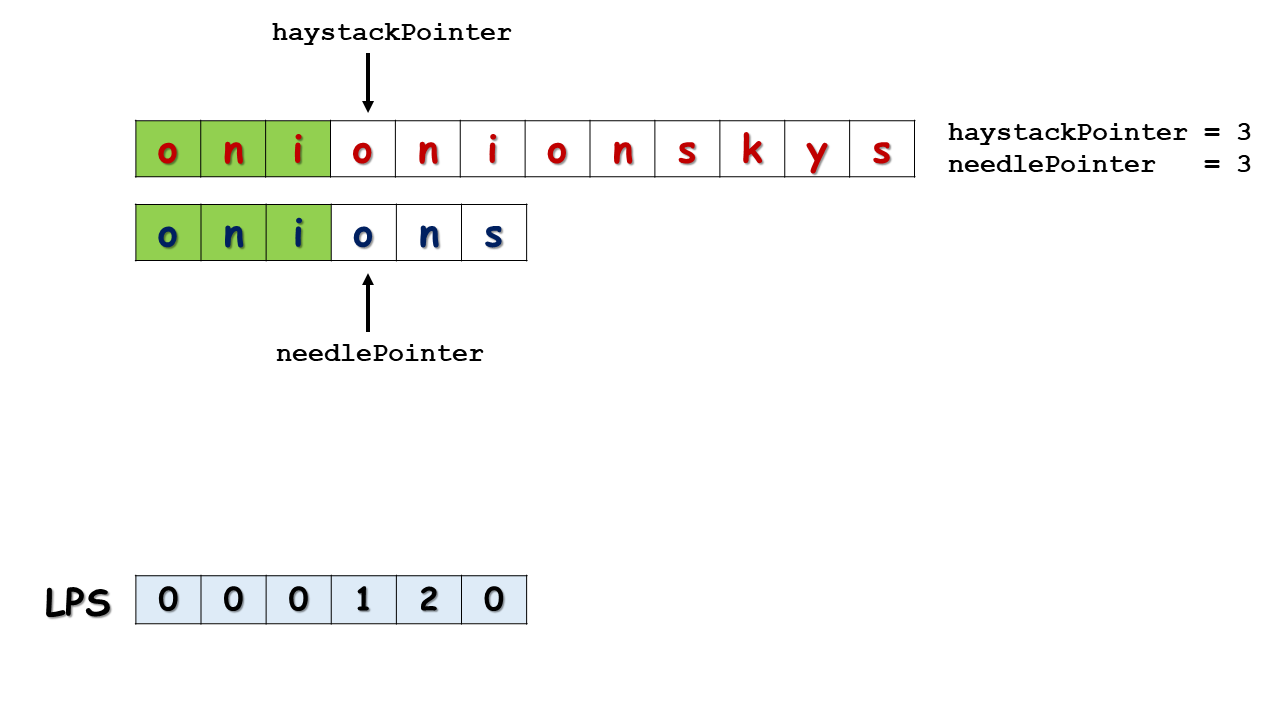 haystackPointer
o n i o n i o n s k y s
haystackPointer = 3
needlePointer = 3
o n i o n s
needlePointer
LPS 0 0 0 1 2 0